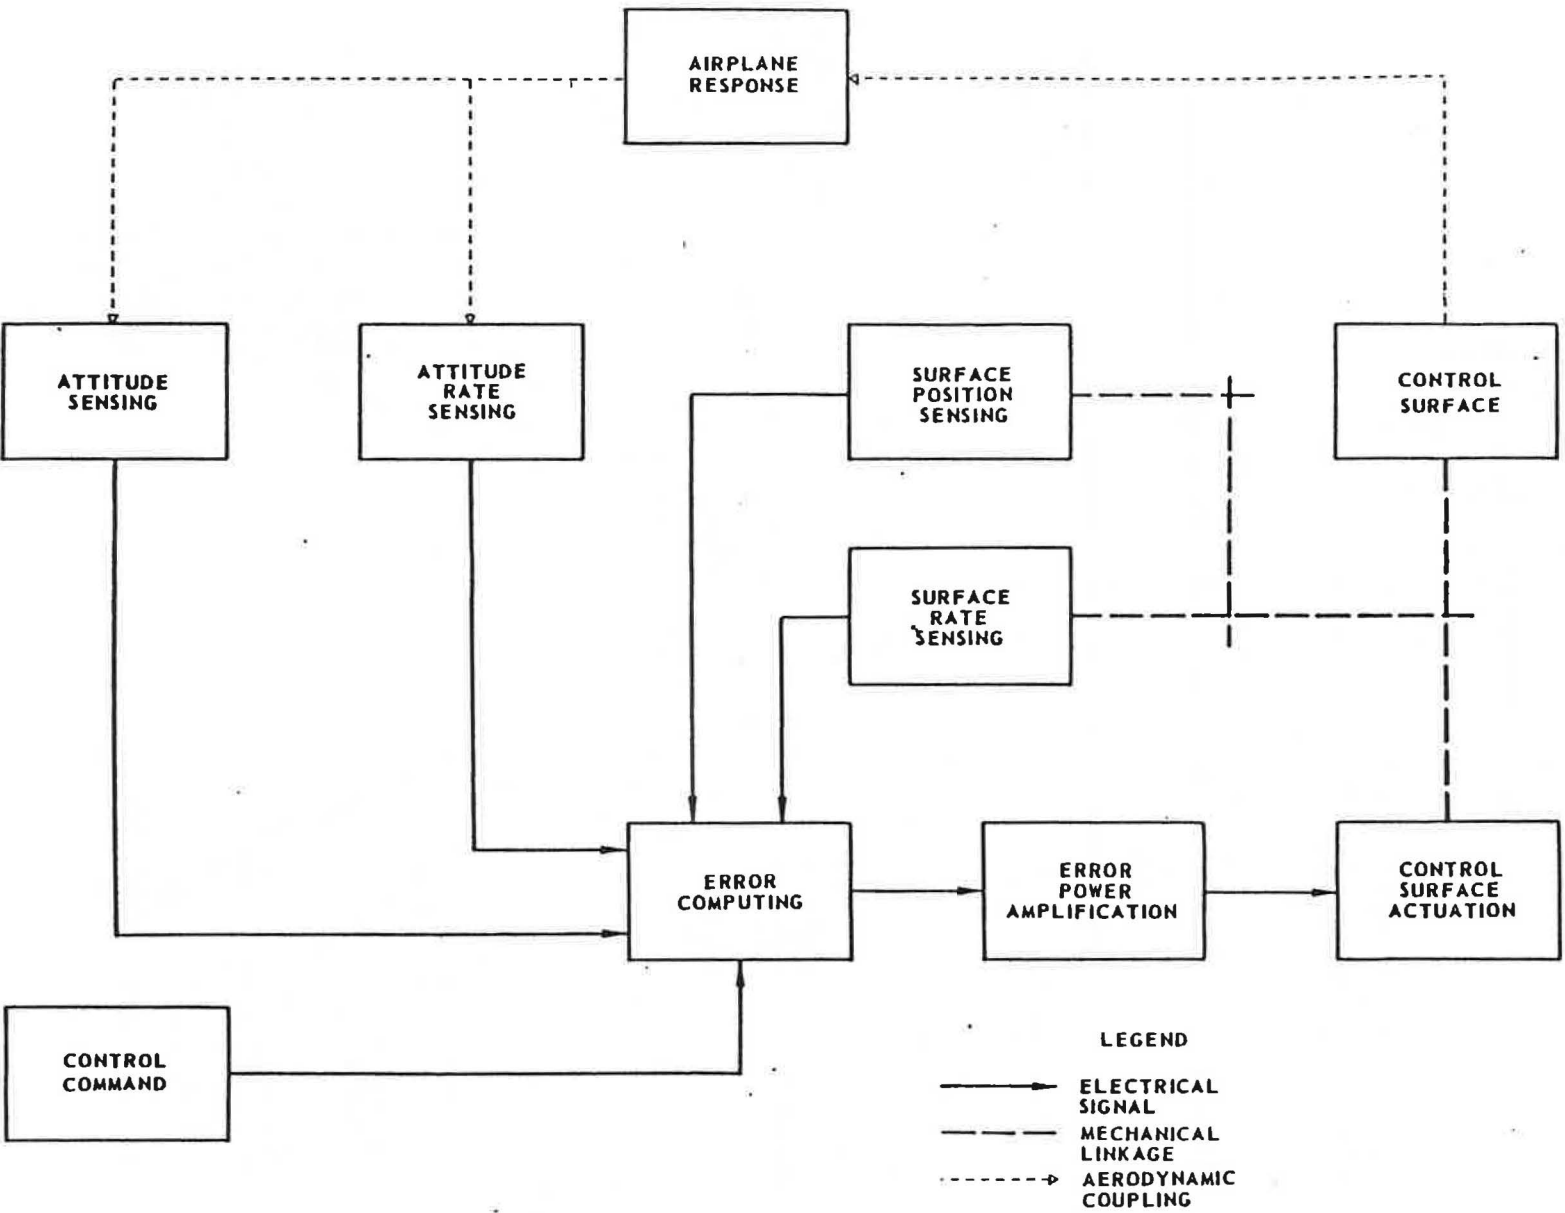 AIRPLANE
RESPONSE
ATTITUDE
SENSING
ATTITUDE
RATE
SENSING
SURFACE
POSITION
SENSING
CONTROL
SURFACE
SURFACE
RATE
SENSING
ERROR
COMPUTING
ERROR
POWER
AMPLIFICATION
CONTROL
SURFACE
ACTUATION
CONTROL
COMMAND
LEGEND
ELECTRICAL
SIGNAL
MECHANICAL
LINKAGE
AERODYNAMIC
COUPLING